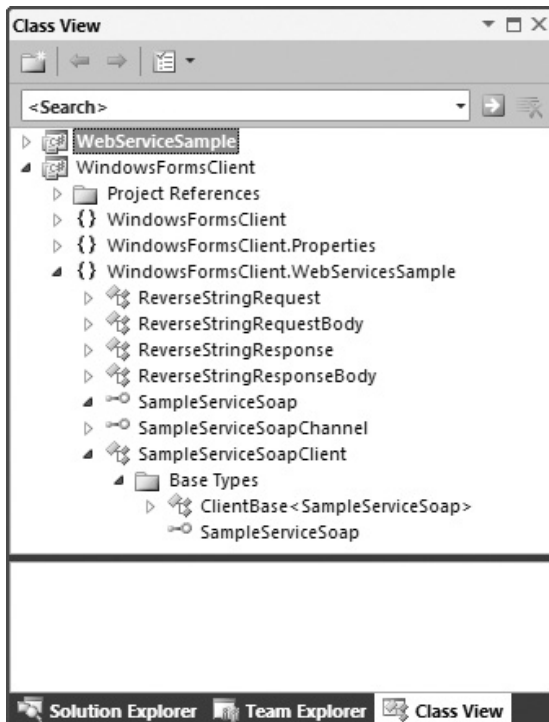 Class View
<Search>
WebServiceSample
WindowsFormsClient
Project References
{} WindowsFormsClient
{} WindowsFormsClient.Properties
{} WindowsFormsClient.WebServicesSample
ReverseStringRequest
ReverseStringRequestBody
ReverseStringResponse
ReverseStringResponseBody
SampleServiceSoap
SampleServiceSoapChannel
SampleServiceSoapClient
Base Types
ClientBase<SampleServiceSoap>
SampleServiceSoap
Solution Explorer Team Explorer Class View